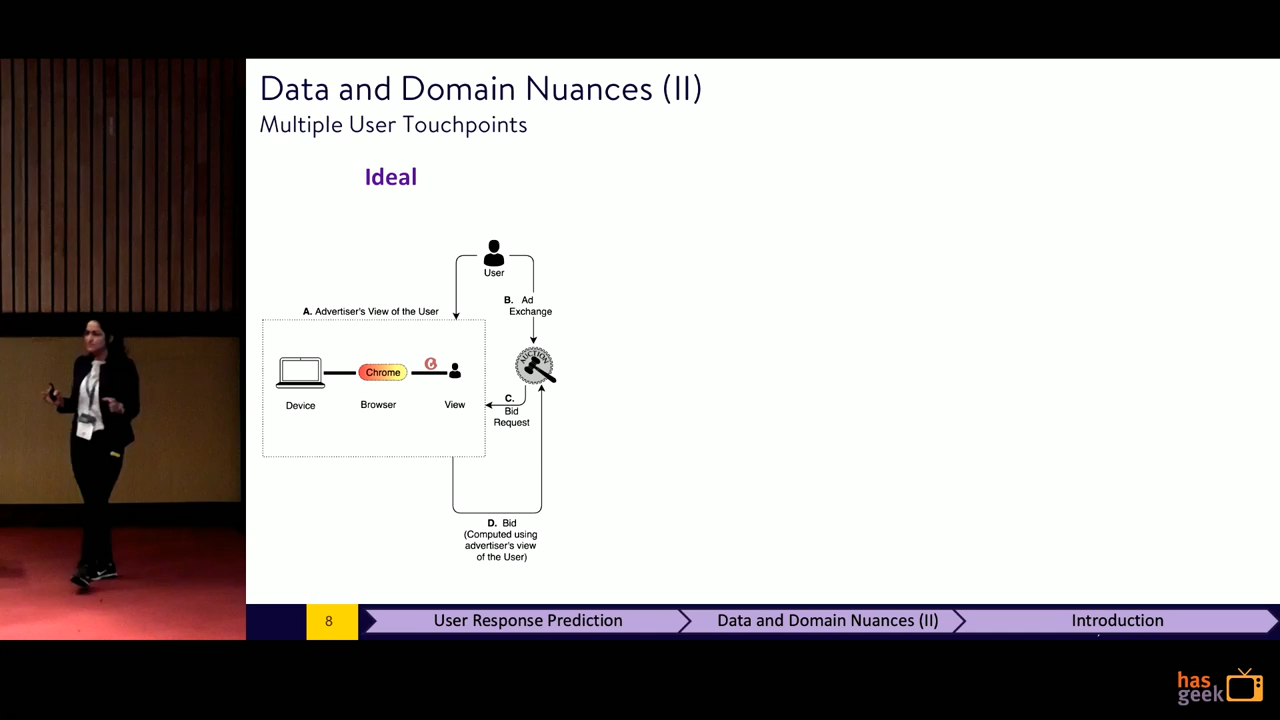 Data and Domain Nuances (II)
Multiple User Touchpoints
Ideal
User
A. Advertiser's View of the User
B. Ad
Exchange
AUCTION
Chrome
Device
Browser
View
C.
Bid
Request
D. Bid
(Computed using
advertiser's view
of the User)
8
User Response Prediction
Data and Domain Nuances (II)
Introduction
has
geek